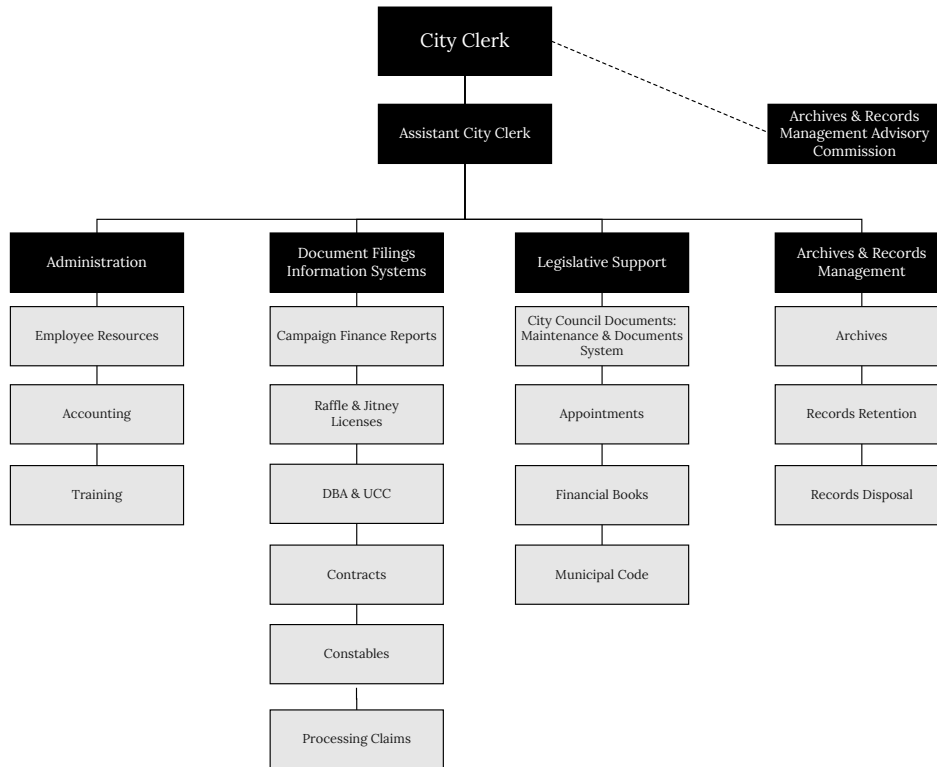 City Clerk
Assistant City Clerk
Archives & Records
Management Advisory
Commission
Administration
Document Filings
Information Systems
Legislative Support
Archives & Records
Management
Employee Resources
Campaign Finance Reports
City Council Documents:
Maintenance & Documents
System
Archives
Accounting
Raffle & Jitney
Licenses
Appointments
Records Retention
Training
DBA & UCC
Financial Books
Records Disposal
Contracts
Municipal Code
Constables
Processing Claims